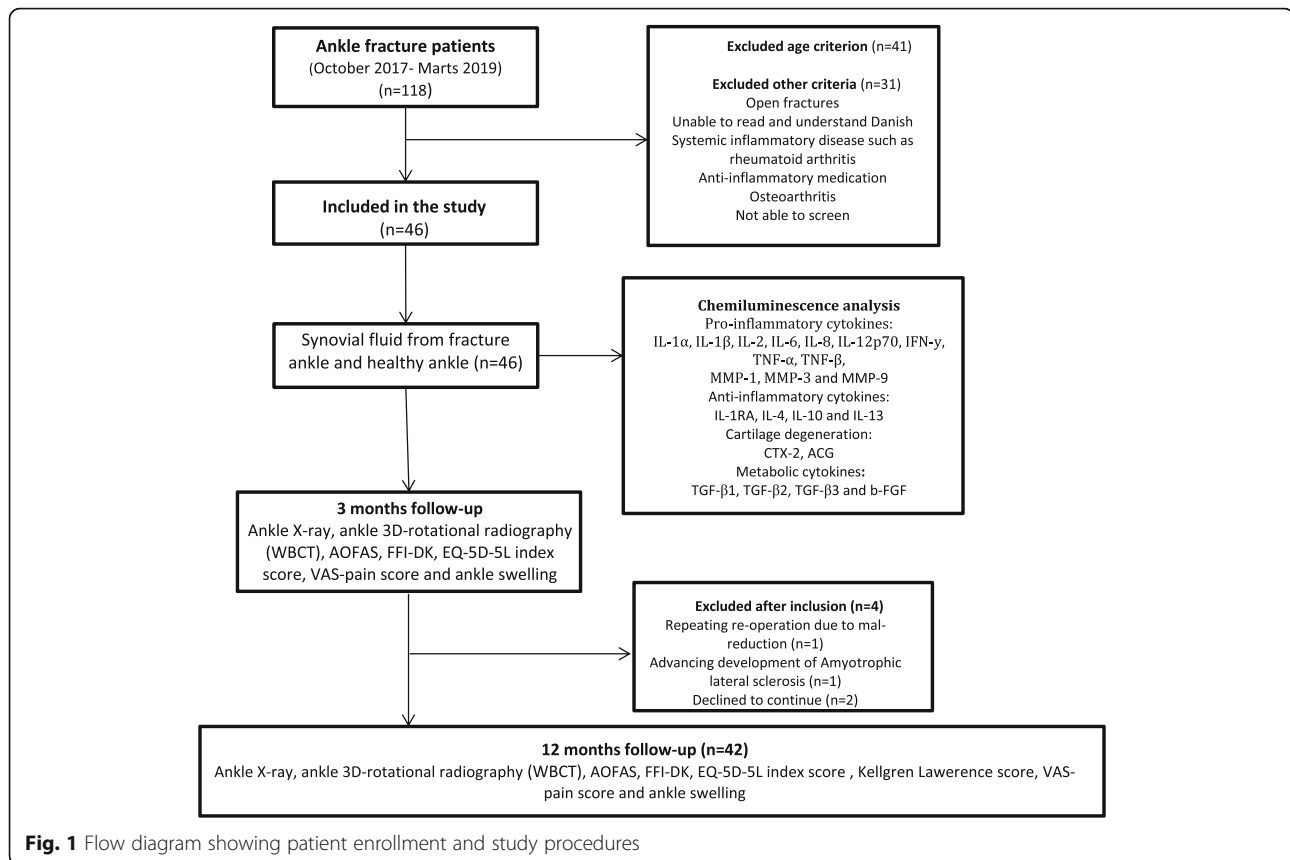 Ankle fracture patients
(October 2017- Marts 2019)
(n=118)
Excluded age criterion (n=41)
Excluded other criteria (n=31)
Open fractures
Unable to read and understand Danish
Systemic inflammatory disease such as
rheumatoid arthritis
Anti-inflammatory medication
Osteoarthritis
Not able to screen
Included in the study
(n=46)
Synovial fluid from fracture
ankle and healthy ankle (n=46)
Chemiluminescence analysis
Pro-inflammatory cytokines:
IL-1α, IL-1β, IL-2, IL-6, IL-8, IL-12p70, IFN-y,
TNF-α, TNF-β,
MMP-1, MMP-3 and MMP-9
Anti-inflammatory cytokines:
IL-1RA, IL-4, IL-10 and IL-13
Cartilage degeneration:
CTX-2, ACG
Metabolic cytokines:
TGF-β1, TGF-β2, TGF-β3 and b-FGF
3 months follow-up
Ankle X-ray, ankle 3D-rotational radiography
(WBCT), AOFAS, FFI-DK, EQ-5D-5L index
score, VAS-pain score and ankle swelling
Excluded after inclusion (n=4)
Repeating re-operation due to mal-
reduction (n=1)
Advancing development of Amyotrophic
lateral sclerosis (n=1)
Declined to continue (n=2)
12 months follow-up (n=42)
Ankle X-ray, ankle 3D-rotational radiography (WBCT), AOFAS, FFI-DK, EQ-5D-5L index score , Kellgren Lawerence score, VAS-
pain score and ankle swelling
Fig. 1 Flow diagram showing patient enrollment and study procedures